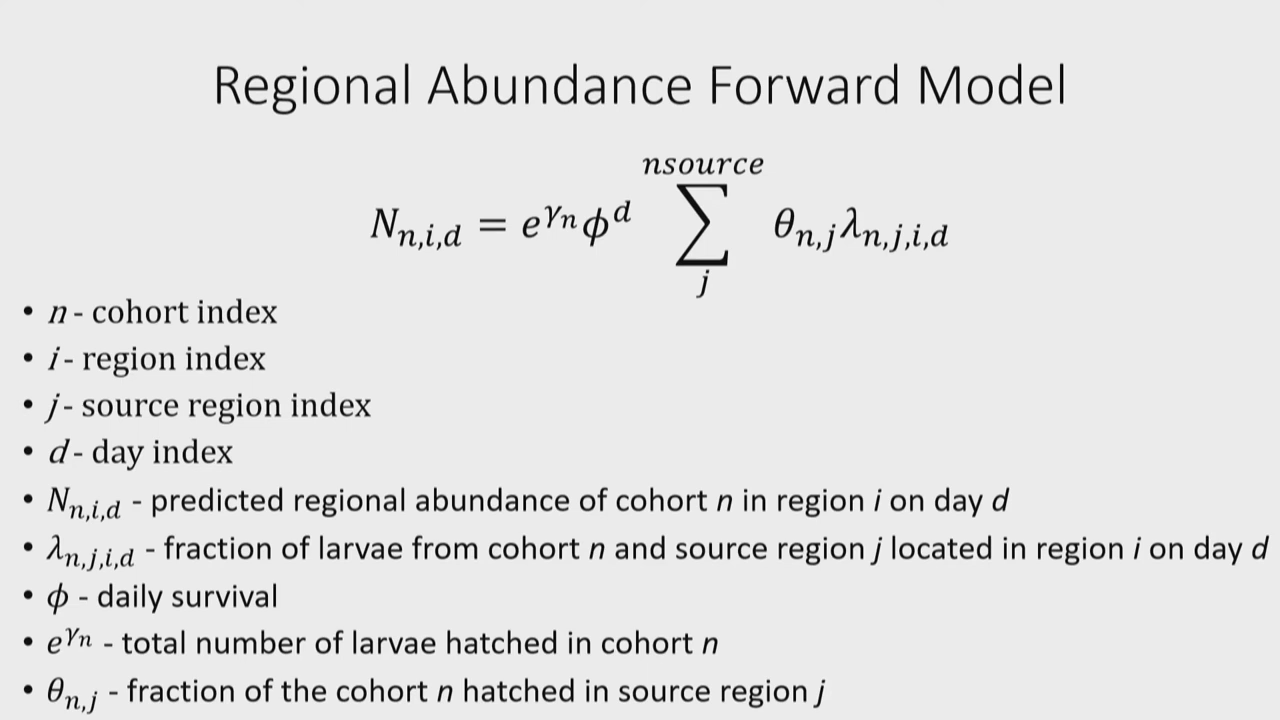 Regional Abundance Forward Model
nsource
N_{n,i,d} = e^{γ_n} ϕ^d ∑ θ_{n,j} λ_{n,j,i,d}
j
• n - cohort index
• i - region index
• j - source region index
• d - day index
• N_{n,i,d} - predicted regional abundance of cohort n in region i on day d
• λ_{n,j,i,d} - fraction of larvae from cohort n and source region j located in region i on day d
• ϕ - daily survival
• e^{γ_n} - total number of larvae hatched in cohort n
• θ_{n,j} - fraction of the cohort n hatched in source region j